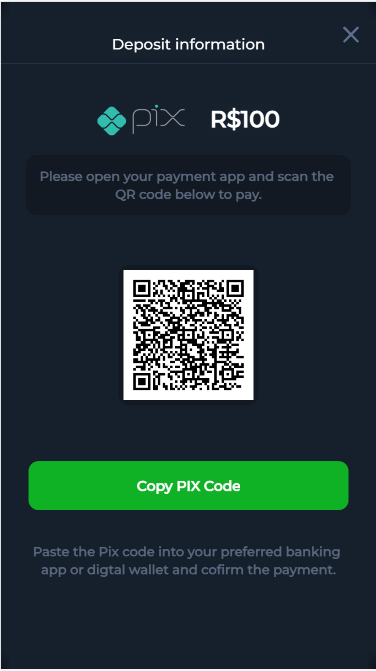 Deposit information
pix R$100
Please open your payment app and scan the
QR code below to pay.
Copy PIX Code
Paste the Pix code into your preferred banking
app or digtal wallet and cofirm the payment.